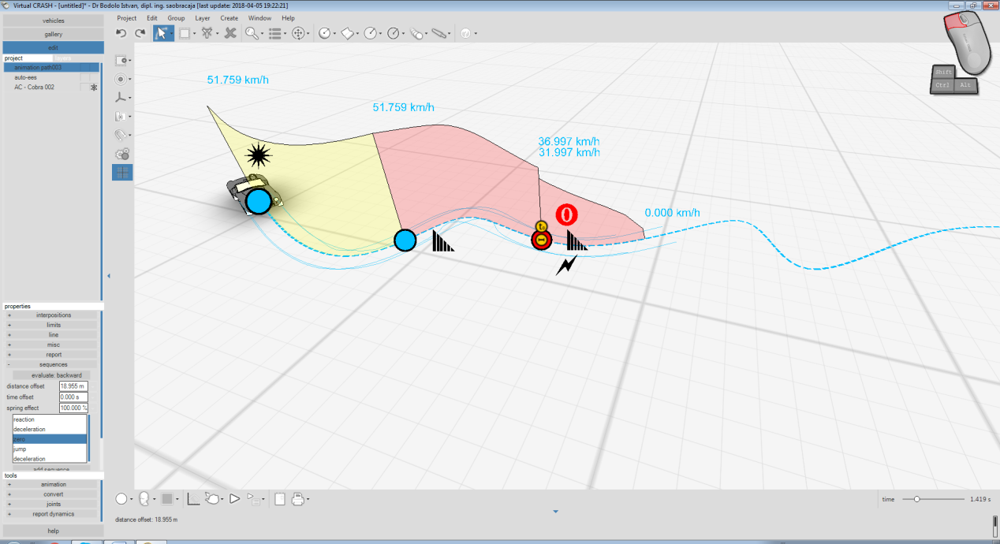 Virtual CRASH - [untitled]* - Dr Bodolo Istvan, dipl. ing. saobracaja [last update: 2018-04-05 19:22:21]
Project Edit Group Layer Create Window Help
vehicles
gallery
edit
project layers
animation path003
auto-ees
AC - Cobra 002
properties
+ interpositions
+ limits
+ line
+ misc
+ report
- sequences
evaluate: backward
distance offset 18.955 m
time offset 0.000 s
spring effect 100.000 %
reaction
deceleration
zero
jump
deceleration
add sequence
tools
+ animation
+ convert
+ joints
+ report dynamics
help
51.759 km/h
51.759 km/h
36.997 km/h
31.997 km/h
0.000 km/h
0
t₀
Shift
Ctrl Alt
time 1.419 s
distance offset: 18.955 m